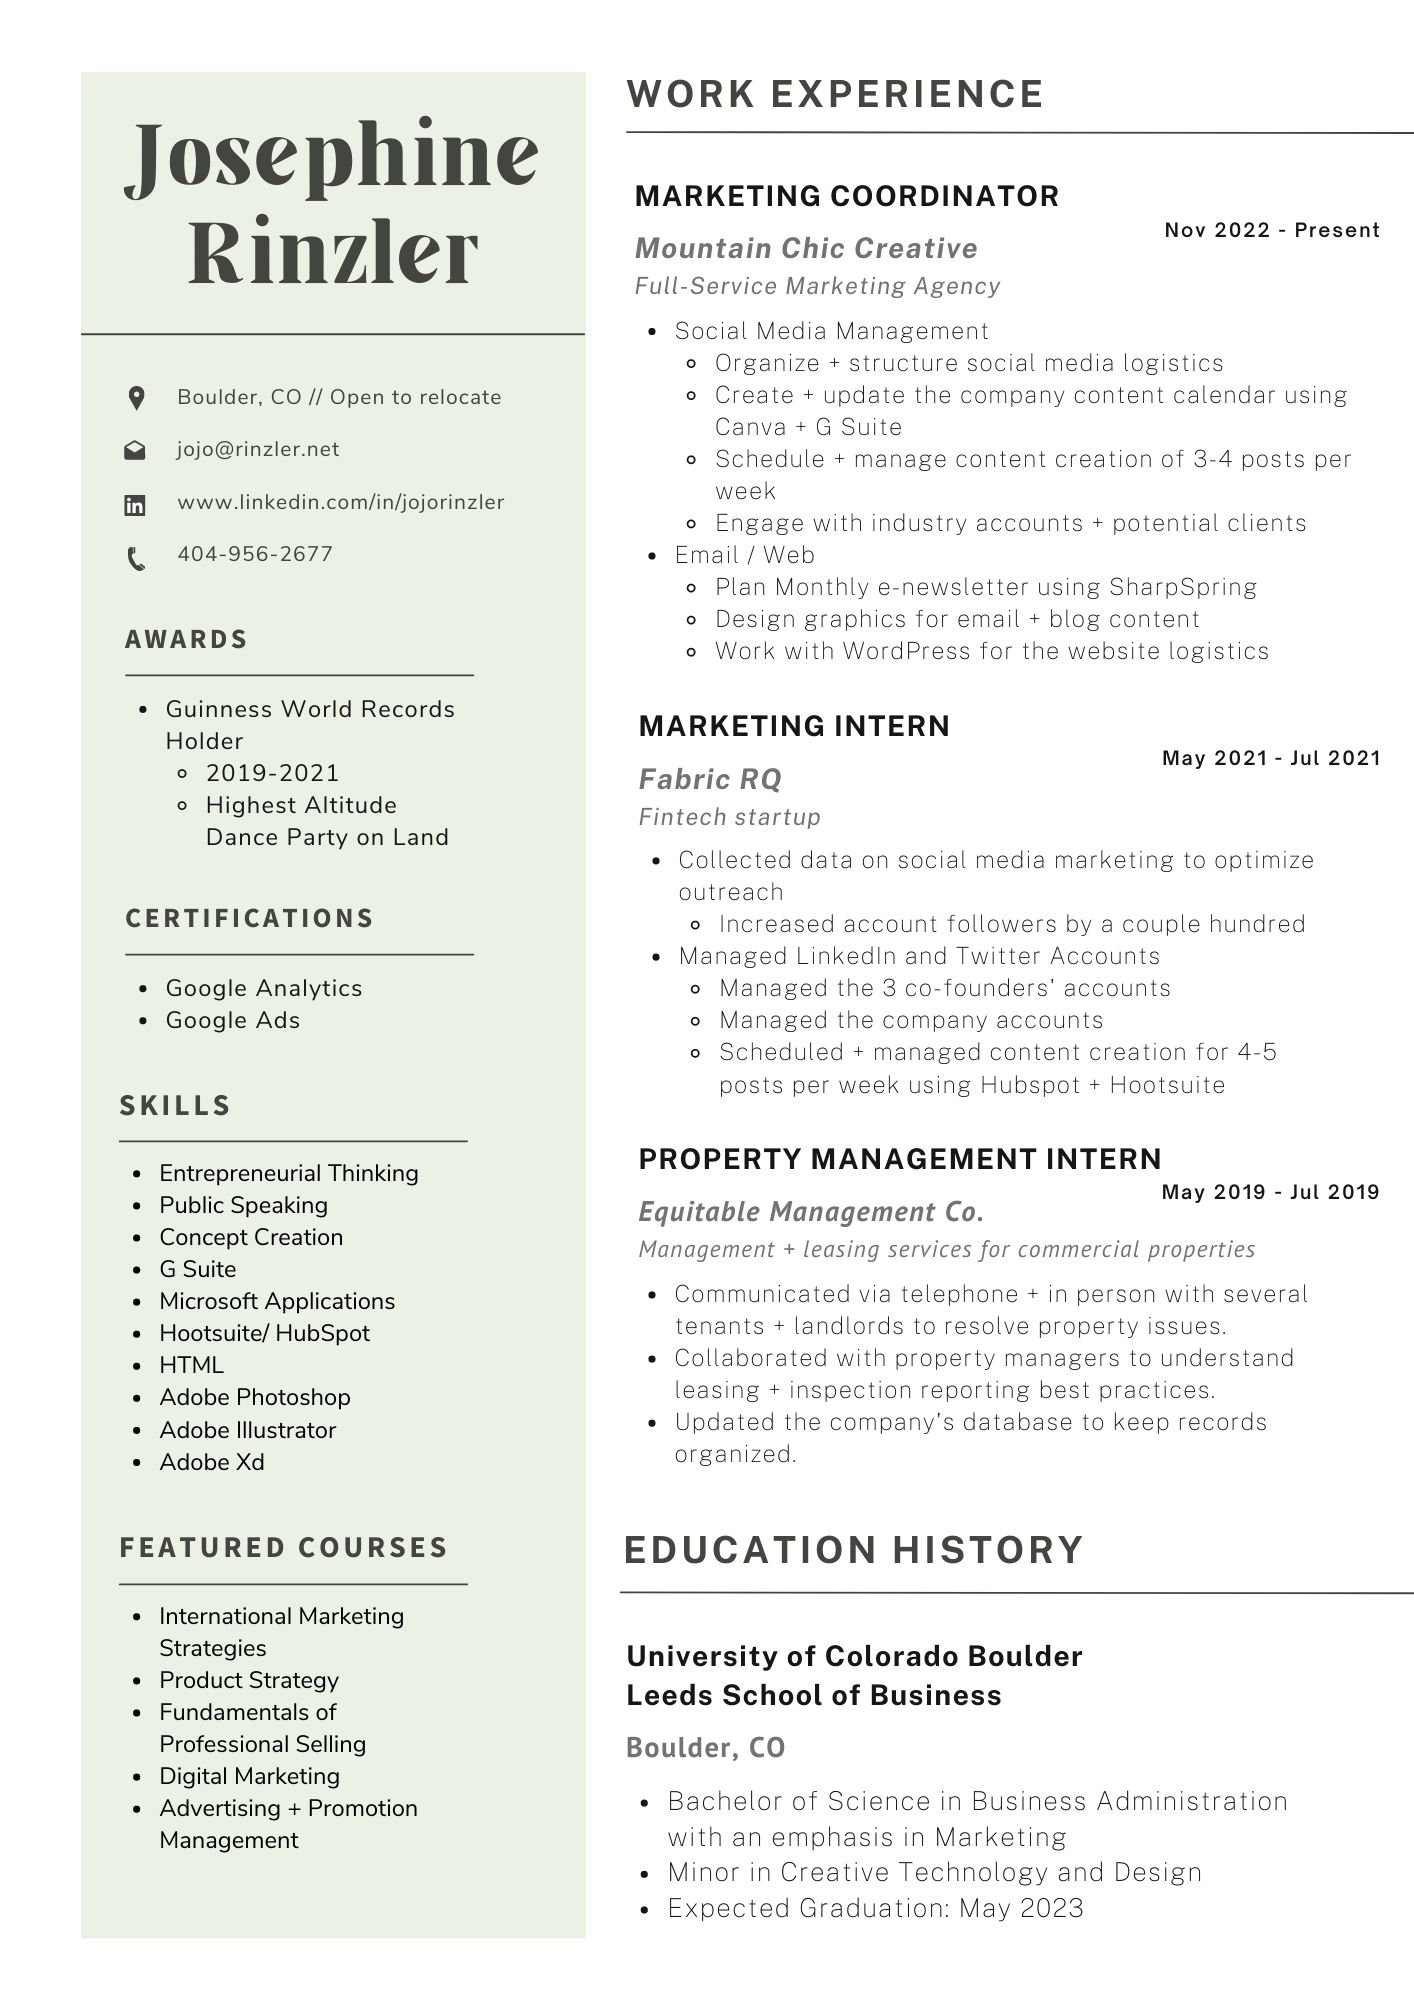 Josephine
Rinzler
Boulder, CO // Open to relocate
jojo@rinzler.net
www.linkedin.com/in/jojorinzler
404-956-2677
AWARDS
Guinness World Records
Holder
2019-2021
Highest Altitude
Dance Party on Land
CERTIFICATIONS
Google Analytics
Google Ads
SKILLS
Entrepreneurial Thinking
Public Speaking
Concept Creation
G Suite
Microsoft Applications
Hootsuite/ HubSpot
HTML
Adobe Photoshop
Adobe Illustrator
Adobe Xd
FEATURED COURSES
International Marketing
Strategies
Product Strategy
Fundamentals of
Professional Selling
Digital Marketing
Advertising + Promotion
Management
WORK EXPERIENCE
MARKETING COORDINATOR
Nov 2022 - Present
Mountain Chic Creative
Full-Service Marketing Agency
Social Media Management
Organize + structure social media logistics
Create + update the company content calendar using
Canva + G Suite
Schedule + manage content creation of 3-4 posts per
week
Engage with industry accounts + potential clients
Email / Web
Plan Monthly e-newsletter using SharpSpring
Design graphics for email + blog content
Work with WordPress for the website logistics
MARKETING INTERN
May 2021 - Jul 2021
Fabric RQ
Fintech startup
Collected data on social media marketing to optimize
outreach
Increased account followers by a couple hundred
Managed LinkedIn and Twitter Accounts
Managed the 3 co-founders' accounts
Managed the company accounts
Scheduled + managed content creation for 4-5
posts per week using Hubspot + Hootsuite
PROPERTY MANAGEMENT INTERN
May 2019 - Jul 2019
Equitable Management Co.
Management + leasing services for commercial properties
Communicated via telephone + in person with several
tenants + landlords to resolve property issues.
Collaborated with property managers to understand
leasing + inspection reporting best practices.
Updated the company's database to keep records
organized.
EDUCATION HISTORY
University of Colorado Boulder
Leeds School of Business
Boulder, CO
Bachelor of Science in Business Administration
with an emphasis in Marketing
Minor in Creative Technology and Design
Expected Graduation: May 2023